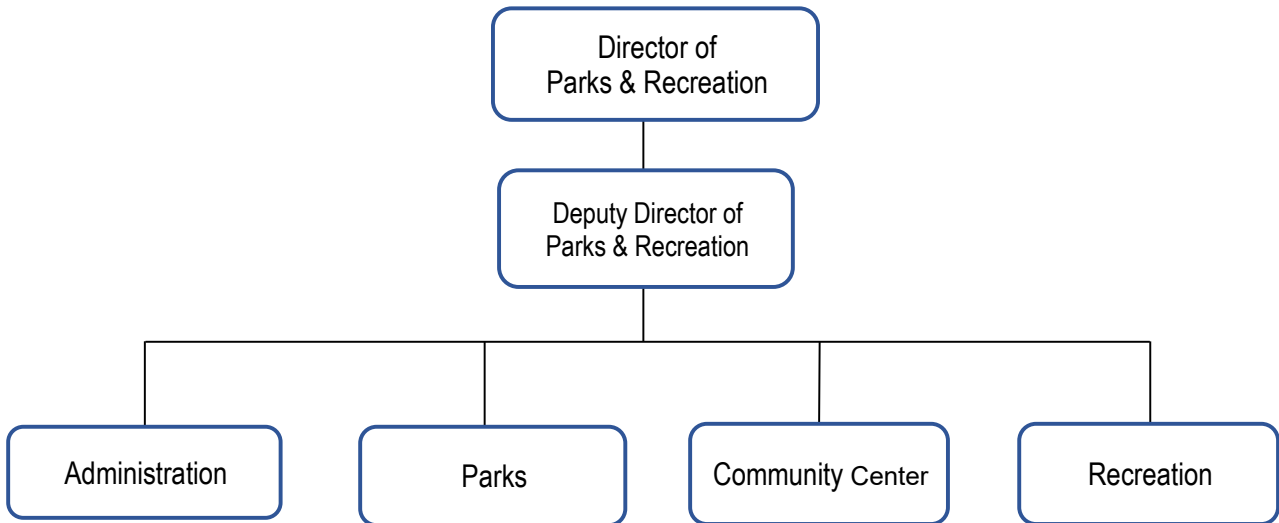 Director of
Parks & Recreation
Deputy Director of
Parks & Recreation
Administration
Parks
Community Center
Recreation